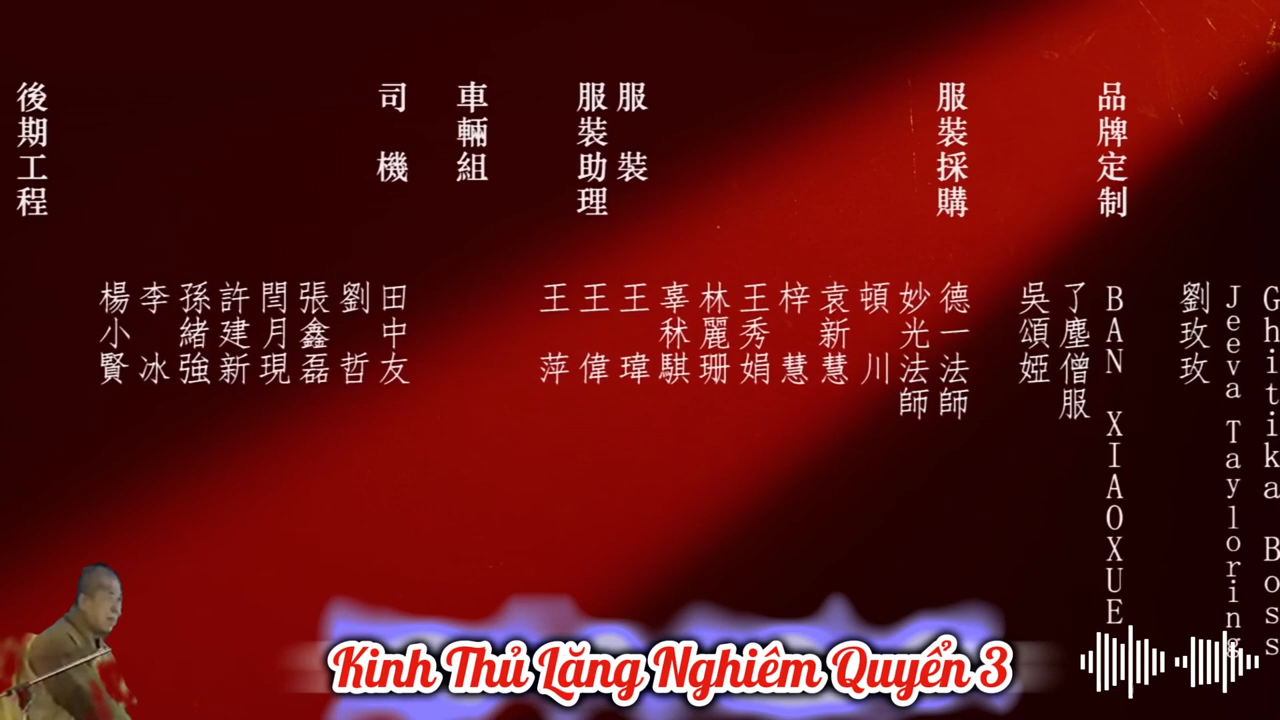 Ghitika Boss
Jeeva Tayloring
劉玫玫
品牌定制
BAN XIAOXUE
了塵僧服
吳頌婭
服裝採購
德一法師
妙光法師
頓川
袁新慧
梓慧
王秀娟
林麗珊
辜秝騏
服裝
王瑋
服裝助理
王偉
王萍
車輛組
司機
田中友
劉哲
張鑫磊
閆月現
許建新
孫緒強
李冰
楊小賢
後期工程
Kinh Thủ Lăng Nghiêm Quyển 3